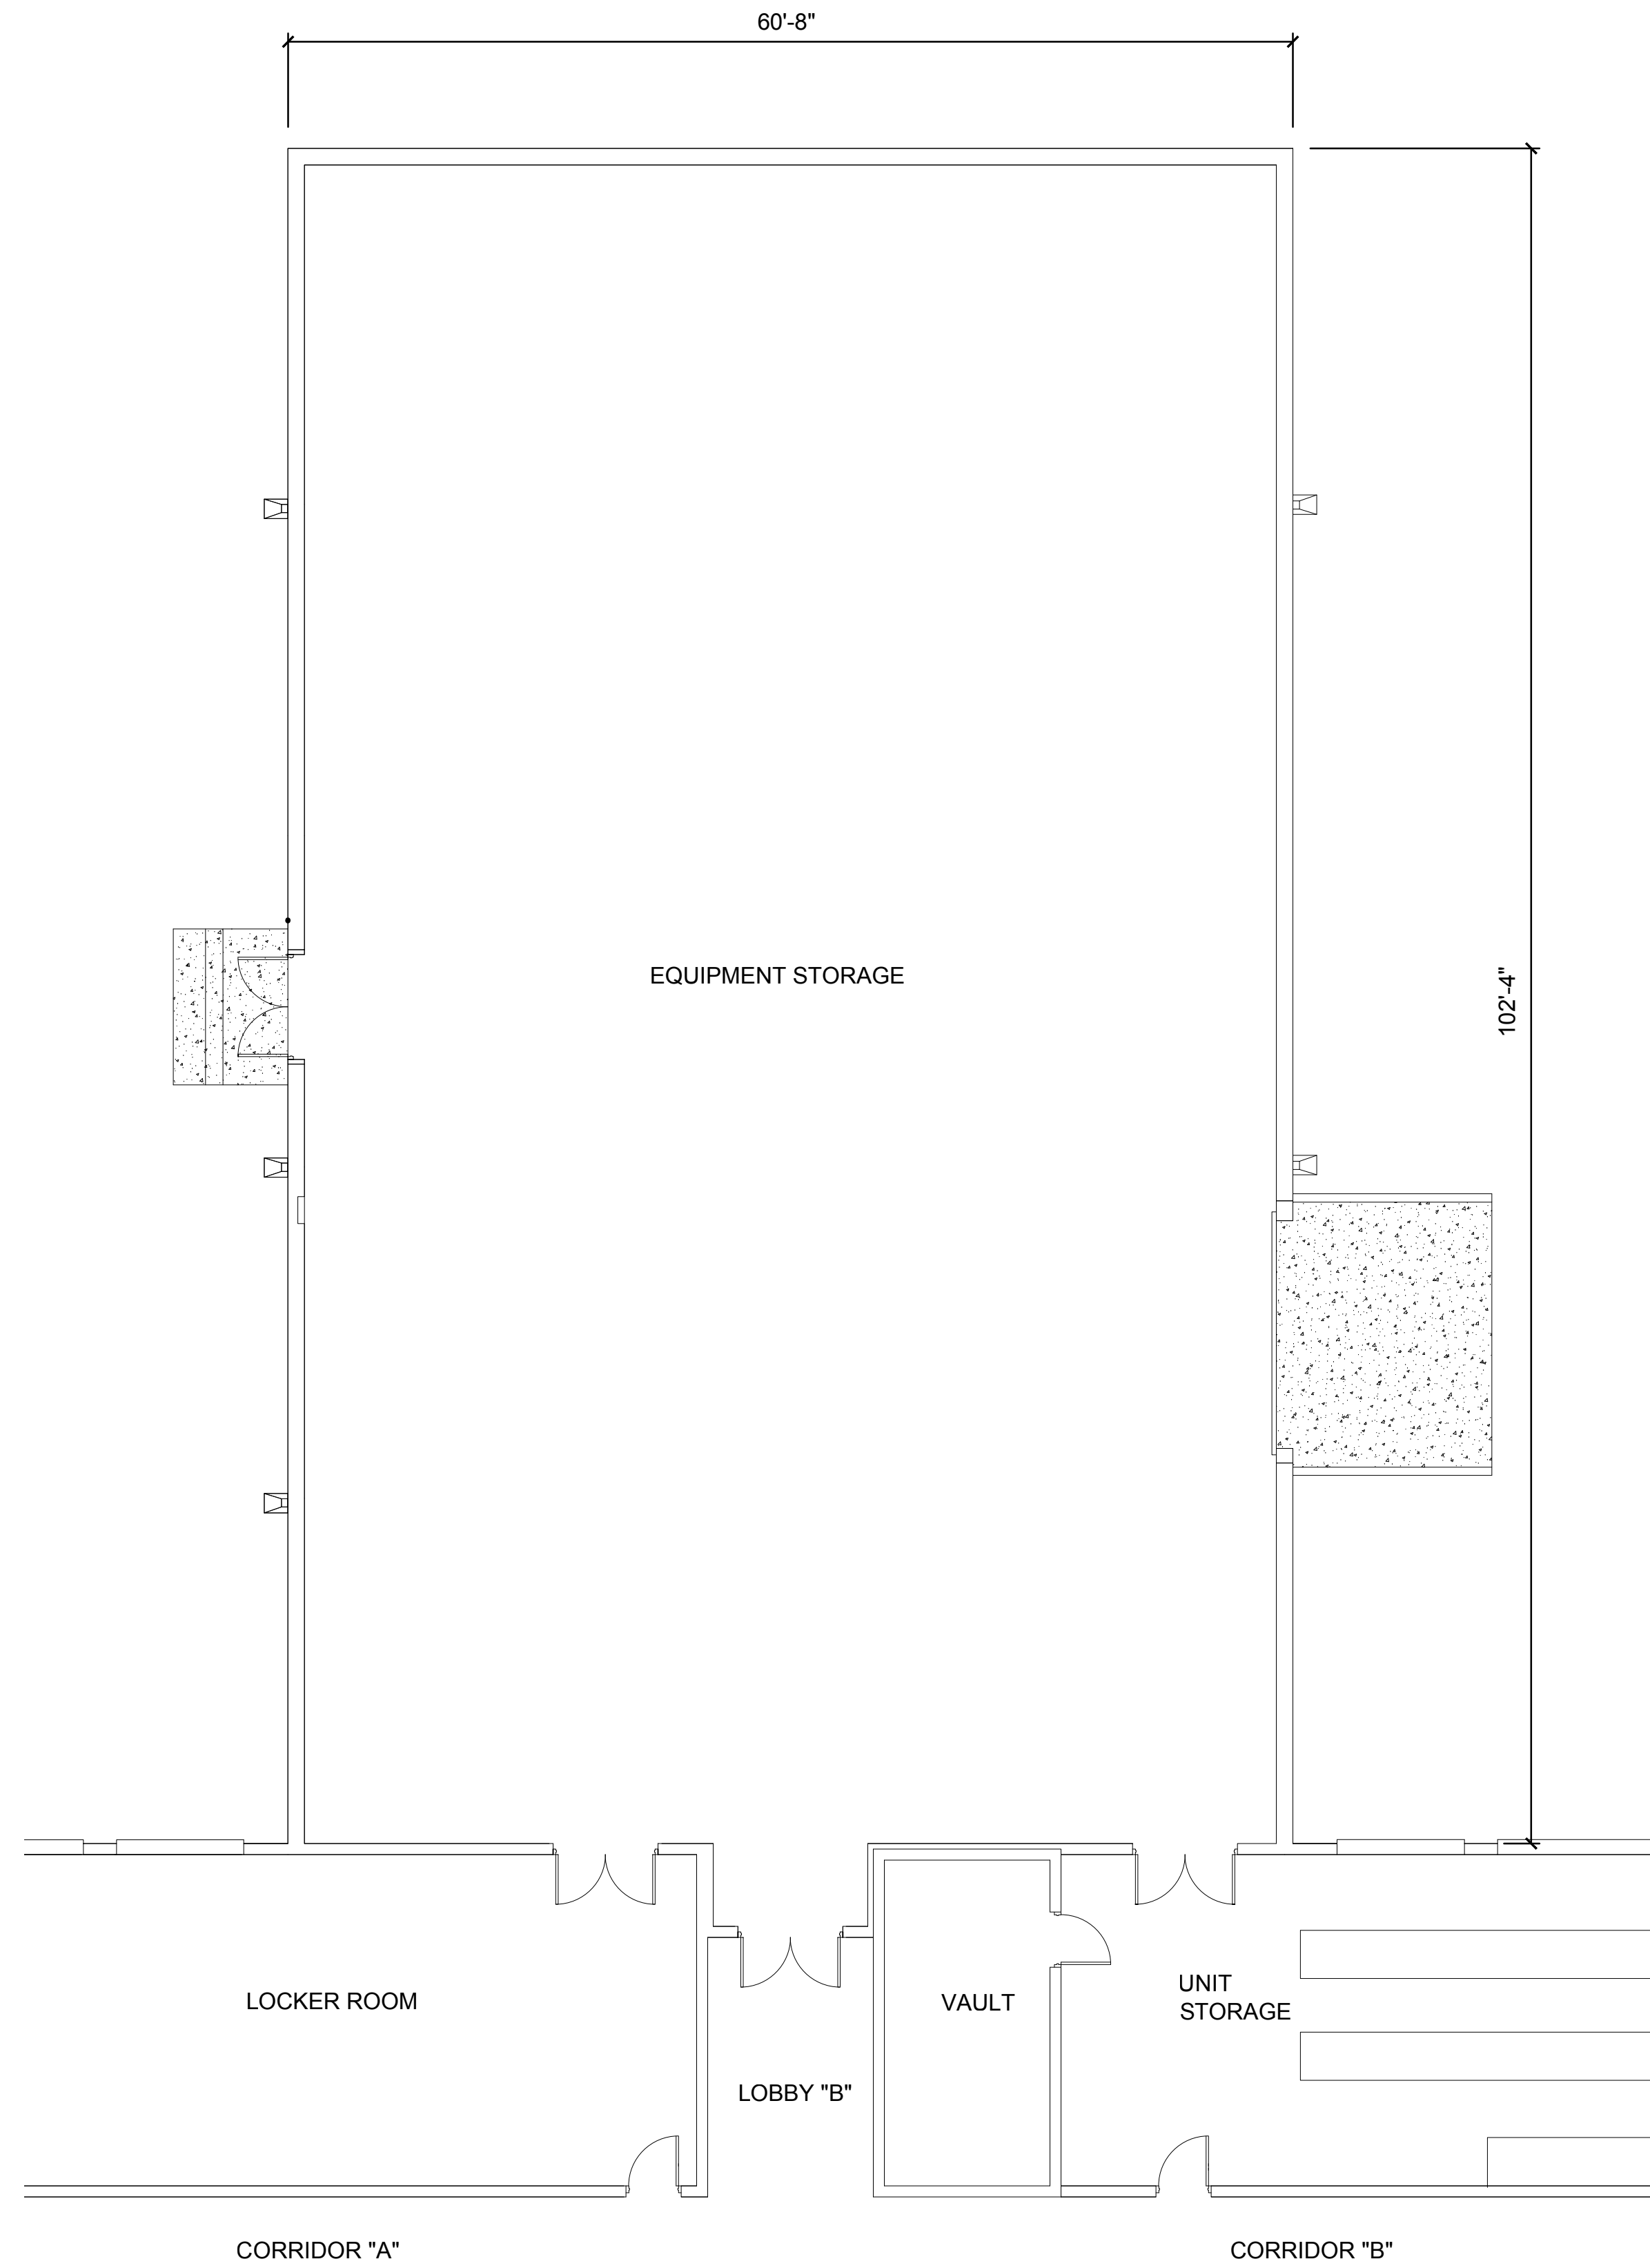 60'-8"
EQUIPMENT STORAGE
102'-4"
LOCKER ROOM
VAULT
UNIT
STORAGE
LOBBY "B"
CORRIDOR "A"
CORRIDOR "B"